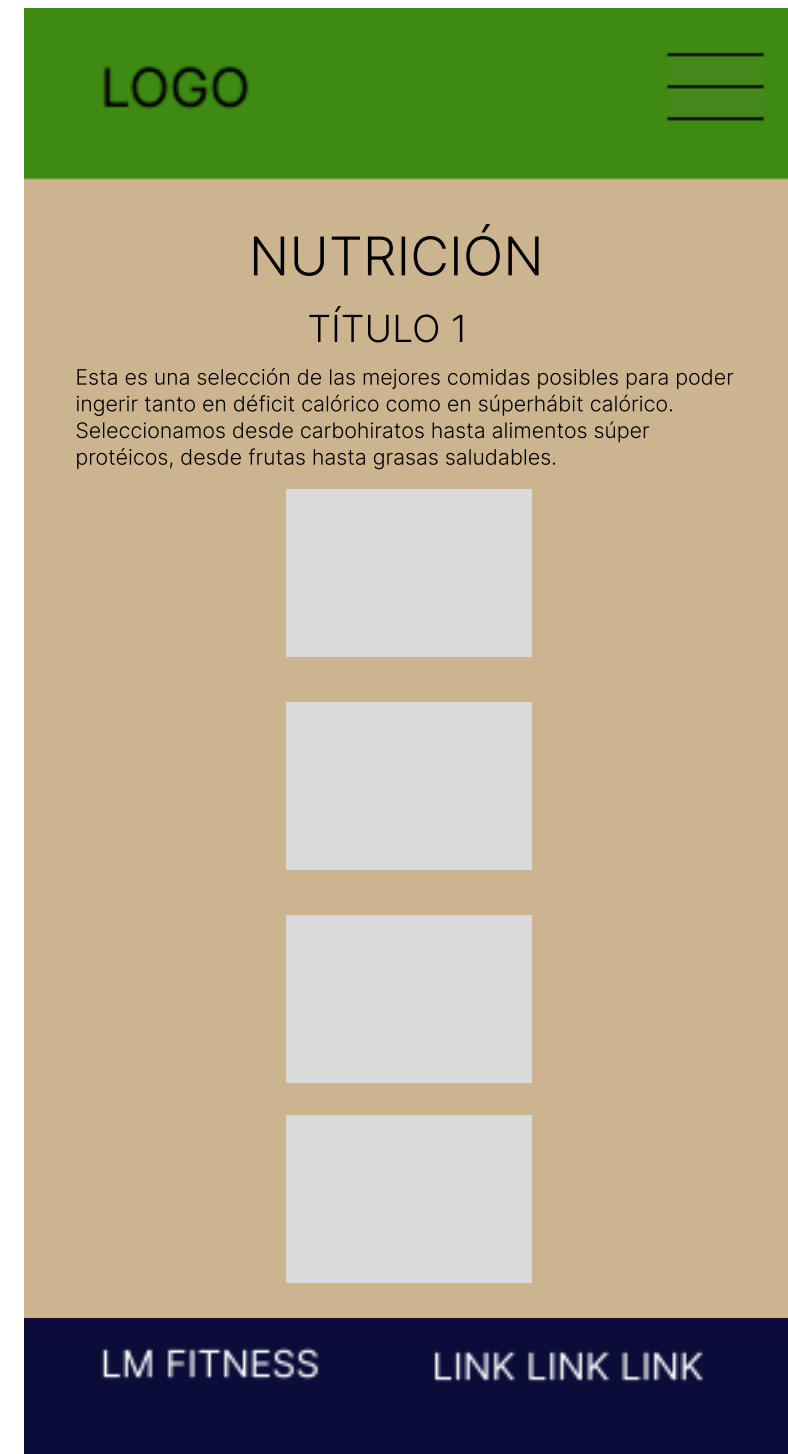 LOGO
NUTRICIÓN
TÍTULO 1
Esta es una selección de las mejores comidas posibles para poder
ingerir tanto en déficit calórico como en súperhábit calórico.
Seleccionamos desde carbohiratos hasta alimentos súper
protéicos, desde frutas hasta grasas saludables.
LM FITNESS LINK LINK LINK